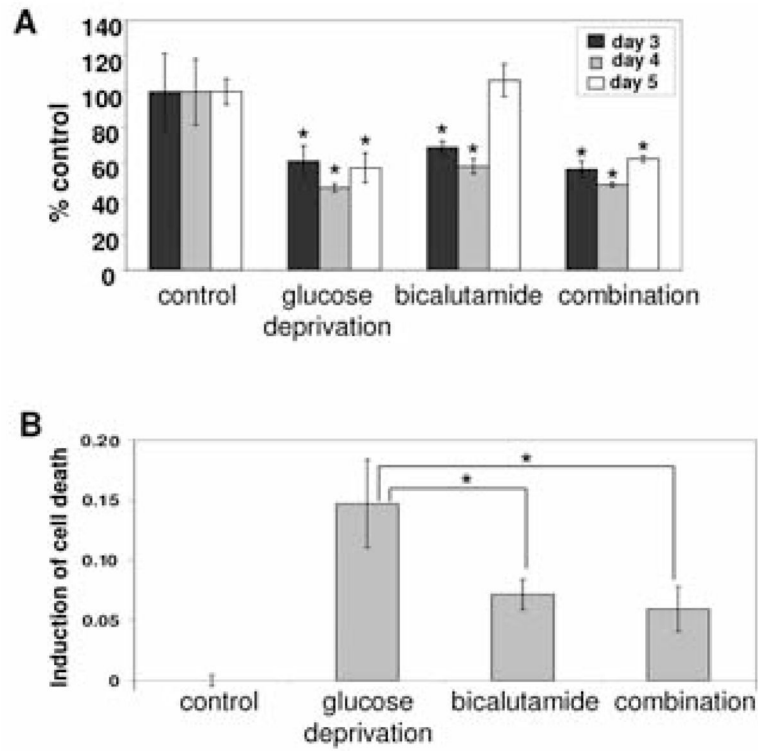 A
140
120
100
80
60
40
20
0
% control
day 3
day 4
day 5
* * *
* *
* * *
control glucose deprivation bicalutamide combination
B
0.20
0.15
0.10
0.05
0
Induction of cell death
*
*
control glucose deprivation bicalutamide combination